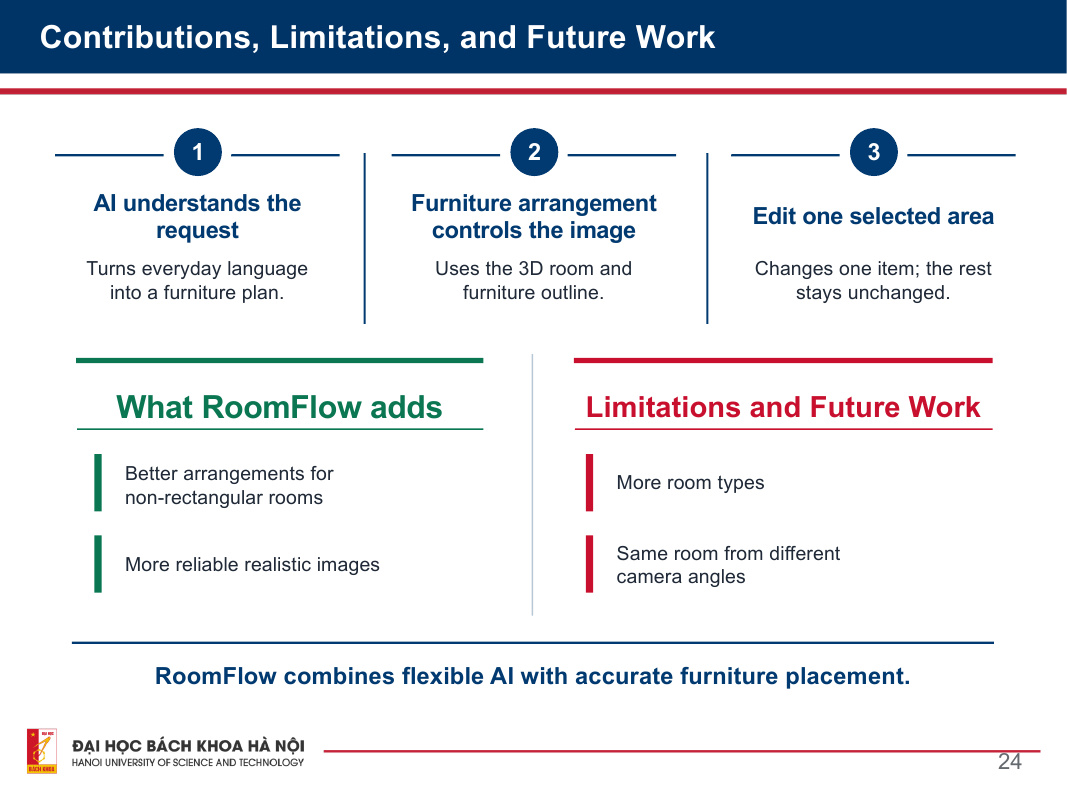 Contributions, Limitations, and Future Work
1
AI understands the
request
Turns everyday language
into a furniture plan.
2
Furniture arrangement
controls the image
Uses the 3D room and
furniture outline.
3
Edit one selected area
Changes one item; the rest
stays unchanged.
What RoomFlow adds
Better arrangements for
non-rectangular rooms
More reliable realistic images
Limitations and Future Work
More room types
Same room from different
camera angles
RoomFlow combines flexible AI with accurate furniture placement.
ĐẠI HỌC
BÁCH KHOA
ĐẠI HỌC BÁCH KHOA HÀ NỘI
HANOI UNIVERSITY OF SCIENCE AND TECHNOLOGY
24